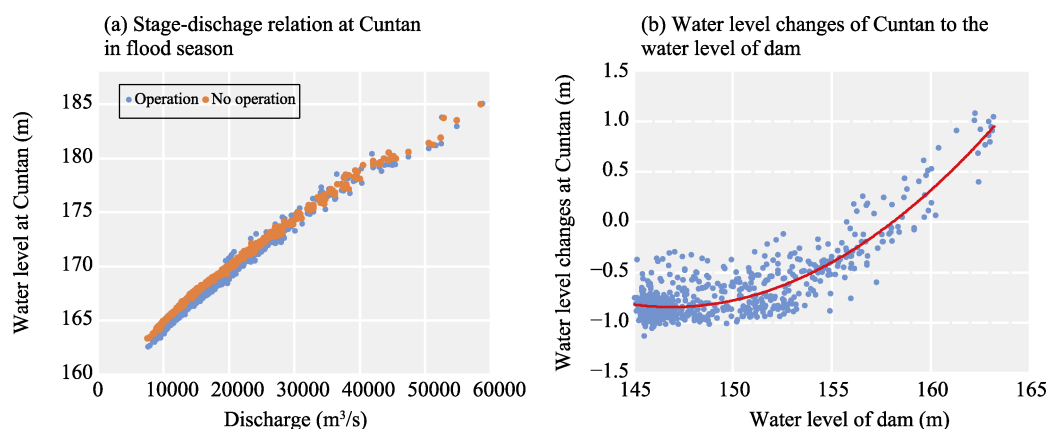 (a) Stage-dischage relation at Cuntan
in flood season
Water level at Cuntan (m)
185
180
175
170
165
160
Operation No operation
0 10000 20000 30000 40000 50000 60000
Discharge (m³/s)
(b) Water level changes of Cuntan to the
water level of dam
Water level changes at Cuntan (m)
1.5
1.0
0.5
0.0
−0.5
−1.0
−1.5
145 150 155 160 165
Water level of dam (m)